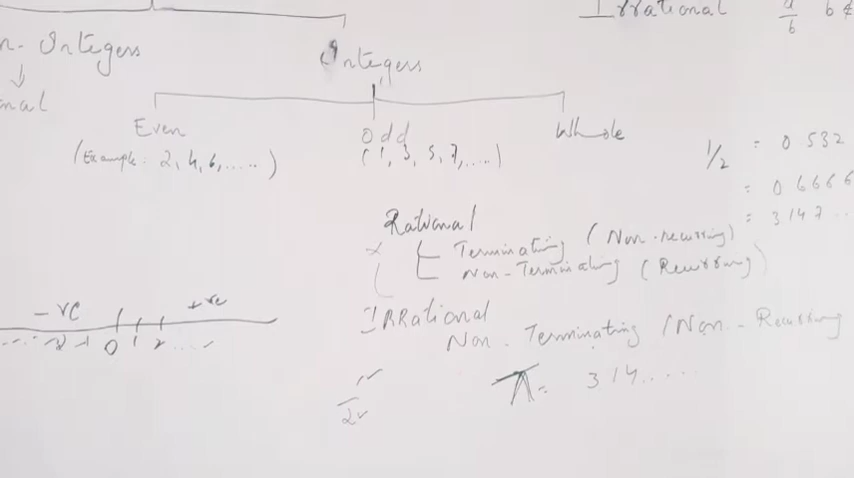 Irrational a/b b
n- Integers
Integers
nal
Even Odd Whole
(Example: 2, 4, 6, .....) (1, 3, 5, 7, ....)
1/2 = 0 532
= 0 6666
= 3 147 ..
Rational
Terminating (Non-recurring)
Non-Terminating (Recurring)
-ve +ve
0 1 2 ....
IRRational
Non-Terminating (Non-Recurring
π = 3 14.....